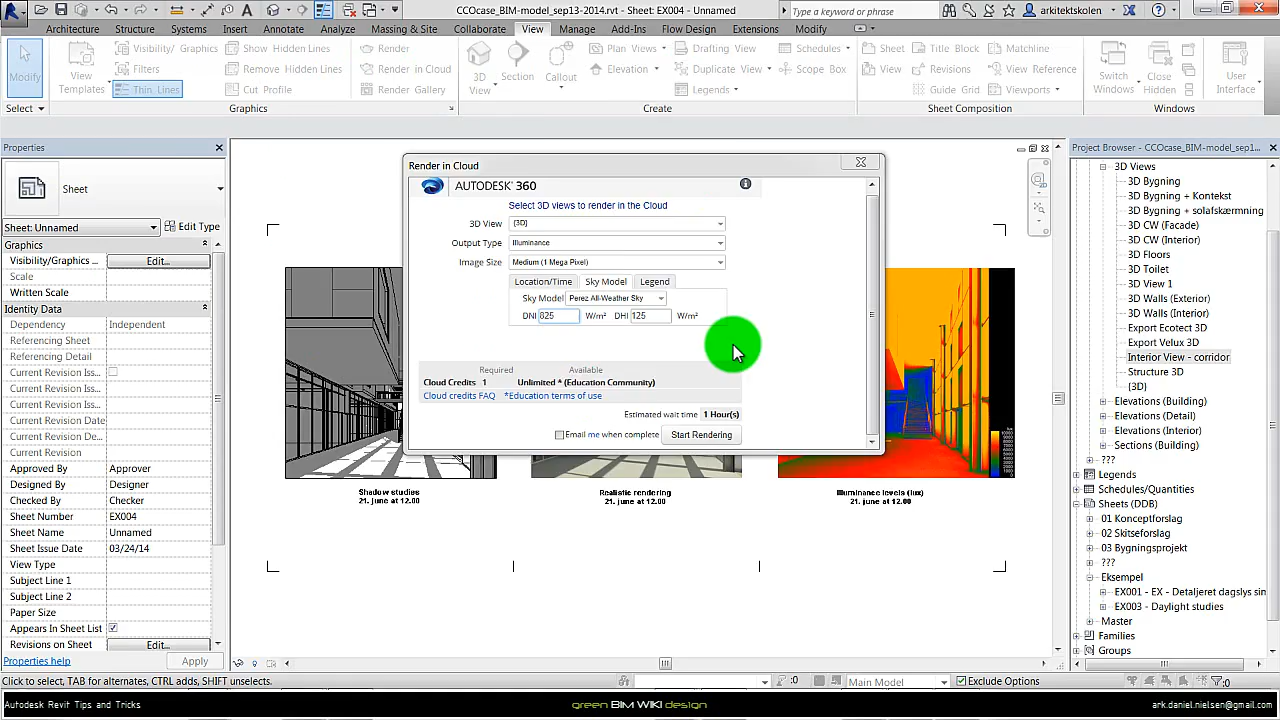 CCOcase_BIM-model_sep13-2014.rvt - Sheet: EX004 - Unnamed
Type a keyword or phrase
arkitektskolen
Architecture Structure Systems Insert Annotate Analyze Massing & Site Collaborate View Manage Add-Ins Flow Design Extensions Modify
Modify
View Templates
Visibility/ Graphics
Filters
Thin Lines
Show Hidden Lines
Remove Hidden Lines
Cut Profile
Render
Render in Cloud
Render Gallery
3D View
Section
Callout
Plan Views
Elevation
Drafting View
Duplicate View
Legends
Schedules
Scope Box
Sheet
View
Title Block
Revisions
Guide Grid
Matchline
View Reference
Viewports
Switch Windows
Close Hidden
User Interface
Select
Graphics
Create
Sheet Composition
Windows
Properties
Sheet
Sheet: Unnamed
Edit Type
Graphics
Visibility/Graphics ... Edit...
Scale
Written Scale
Identity Data
Dependency Independent
Referencing Sheet
Referencing Detail
Current Revision Iss...
Current Revision Iss...
Current Revision Iss...
Current Revision Date
Current Revision De...
Approved By Approver
Designed By Designer
Checked By Checker
Sheet Number EX004
Sheet Name Unnamed
Sheet Issue Date 03/24/14
View Type
Subject Line 1
Subject Line 2
Paper Size
Appears In Sheet List
Revisions on Sheet Edit...
Properties help
Apply
Render in Cloud
AUTODESK® 360
Select 3D views to render in the Cloud
3D View {3D}
Output Type Illuminance
Image Size Medium (1 Mega Pixel)
Location/Time Sky Model Legend
Sky Model Perez All-Weather Sky
DNI 825 W/m² DHI 125 W/m²
Required Available
Cloud Credits 1 Unlimited * (Education Community)
Cloud credits FAQ *Education terms of use
Estimated wait time 1 Hour(s)
Email me when complete Start Rendering
Shadow studies
21. june at 12.00
Realistic rendering
21. june at 12.00
Illuminance levels (lux)
21. june at 12.00
Project Browser - CCOcase_BIM-model_sep1...
3D Views
3D Bygning
3D Bygning + Kontekst
3D Bygning + solafskærmning
3D CW (Facade)
3D CW (Interior)
3D Floors
3D Toilet
3D View 1
3D Walls (Exterior)
3D Walls (Interior)
Export Ecotect 3D
Export Velux 3D
Interior View - corridor
Structure 3D
{3D}
Elevations (Building)
Elevations (Detail)
Elevations (Interior)
Sections (Building)
???
Legends
Schedules/Quantities
Sheets (DDB)
01 Konceptforslag
02 Skitseforslag
03 Bygningsprojekt
???
Eksempel
EX001 - EX - Detaljeret dagslys sin
EX003 - Daylight studies
Master
Families
Groups
Click to select, TAB for alternates, CTRL adds, SHIFT unselects.
:0
Main Model
Exclude Options
:0
Autodesk Revit Tips and Tricks
green BIM WIKI design
ark.daniel.nielsen@gmail.com